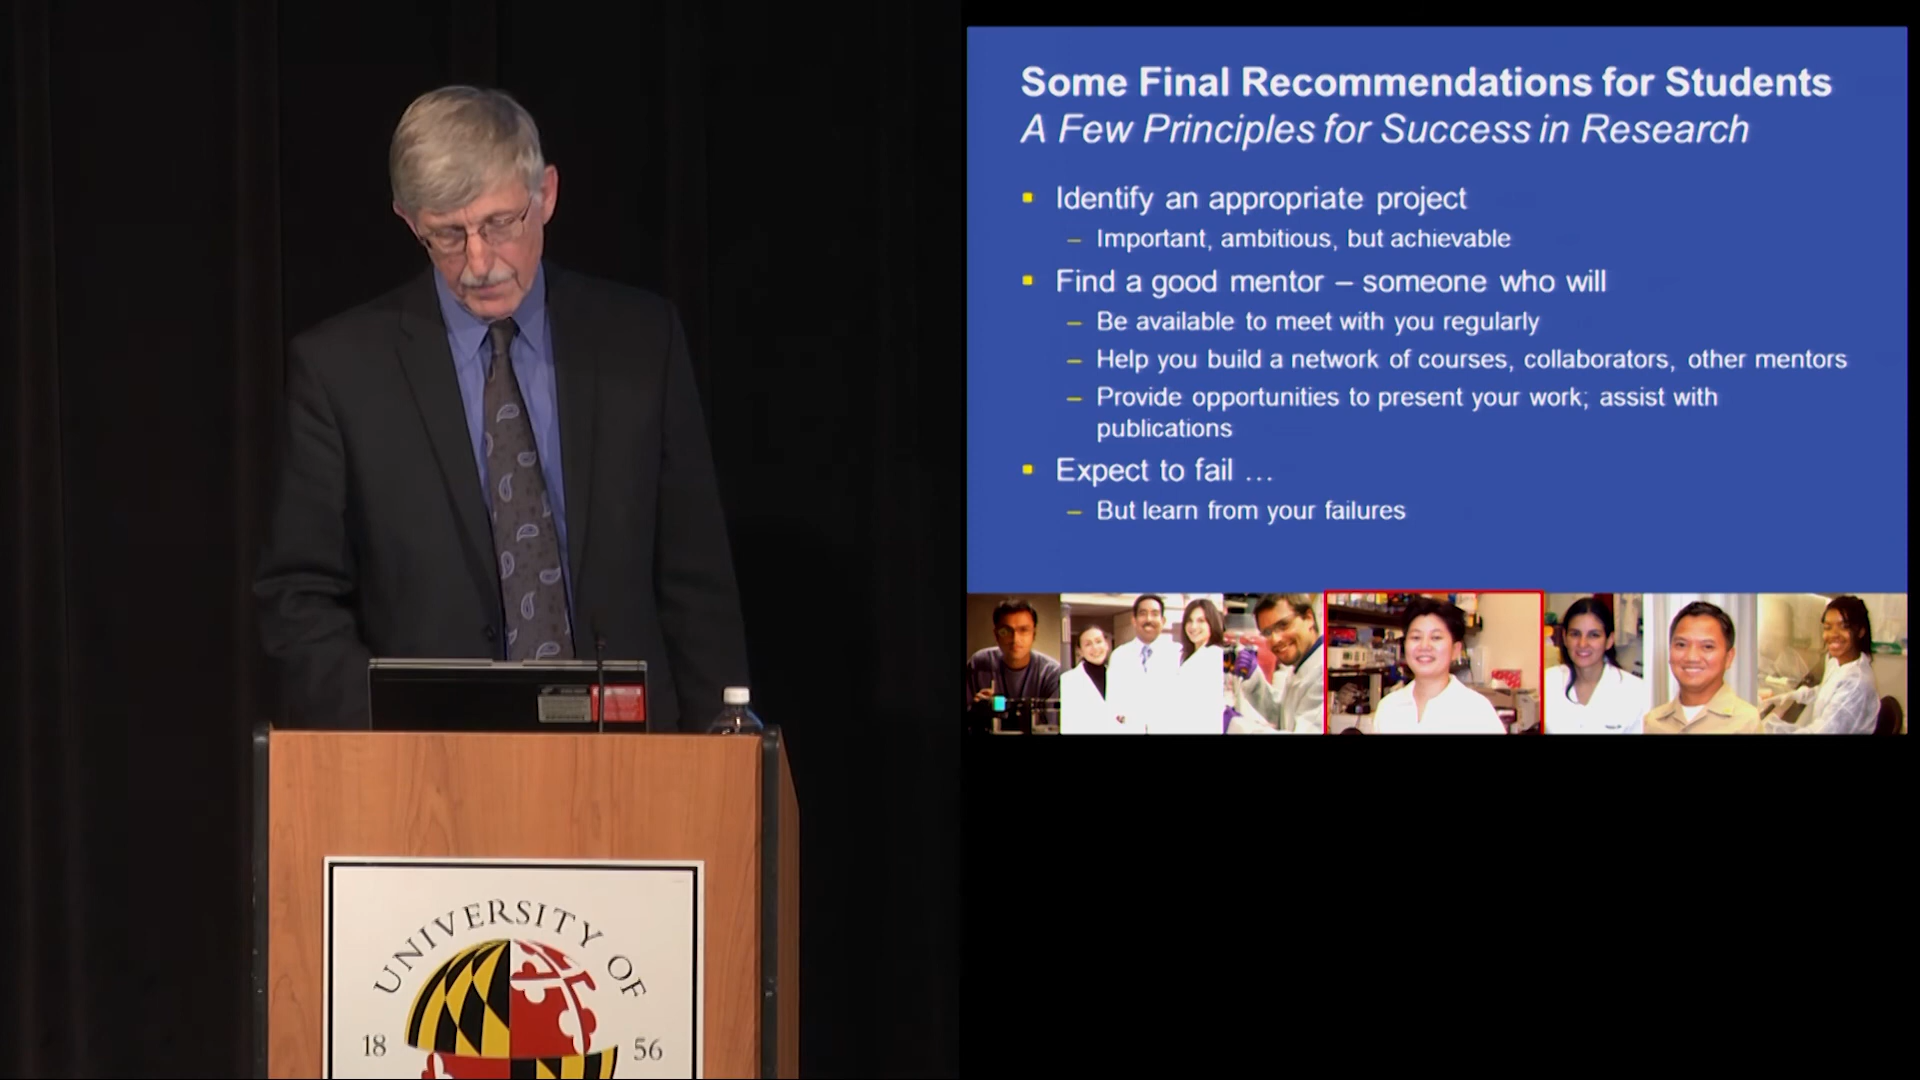 Some Final Recommendations for Students
A Few Principles for Success in Research
Identify an appropriate project
– Important, ambitious, but achievable
Find a good mentor – someone who will
– Be available to meet with you regularly
– Help you build a network of courses, collaborators, other mentors
– Provide opportunities to present your work; assist with
publications
Expect to fail ...
– But learn from your failures
UNIVERSITY OF
18 56